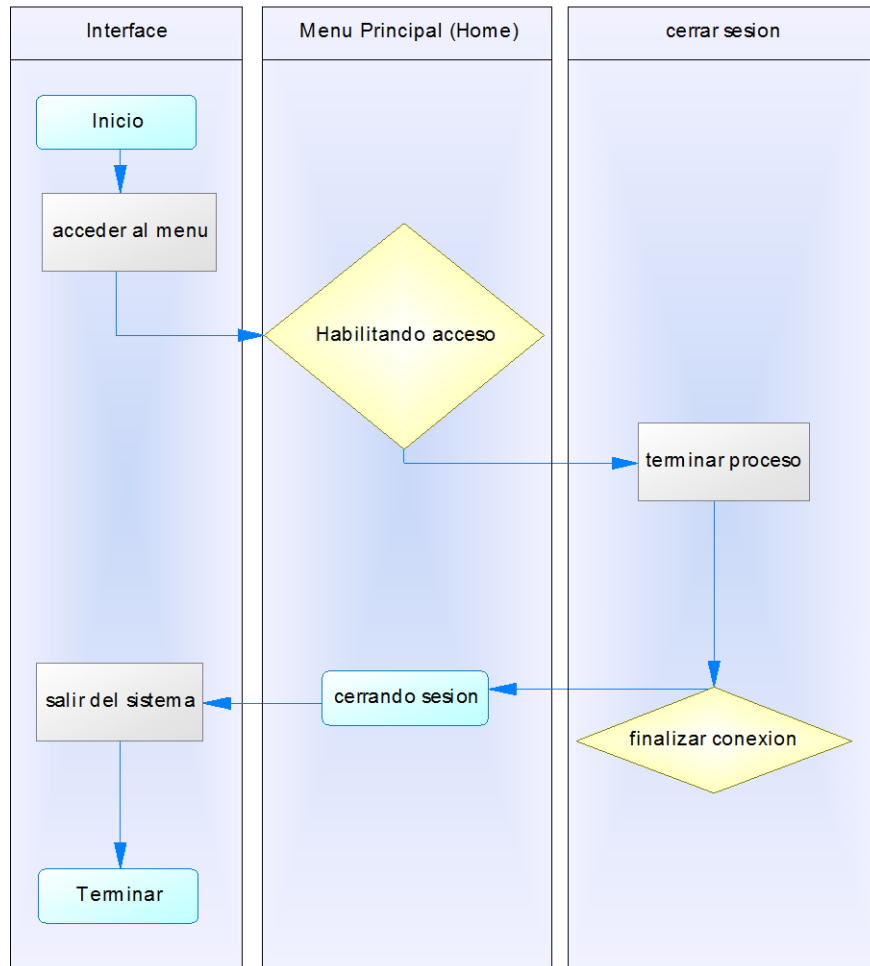 Interface
Menu Principal (Home)
cerrar sesion
Inicio
acceder al menu
Habilitando acceso
terminar proceso
cerrando sesion
salir del sistema
finalizar conexion
Terminar